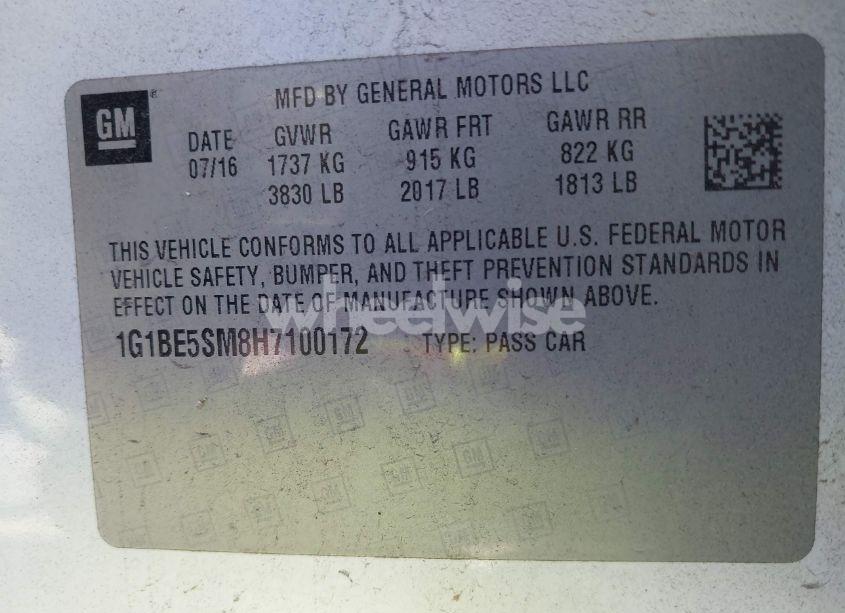 GM
MFD BY GENERAL MOTORS LLC
DATE GVWR GAWR FRT GAWR RR
07/16 1737 KG 915 KG 822 KG
3830 LB 2017 LB 1813 LB
THIS VEHICLE CONFORMS TO ALL APPLICABLE U.S. FEDERAL MOTOR
VEHICLE SAFETY, BUMPER, AND THEFT PREVENTION STANDARDS IN
EFFECT ON THE DATE OF MANUFACTURE SHOWN ABOVE.
wheelwise
1G1BE5SM8H7100172 TYPE: PASS CAR